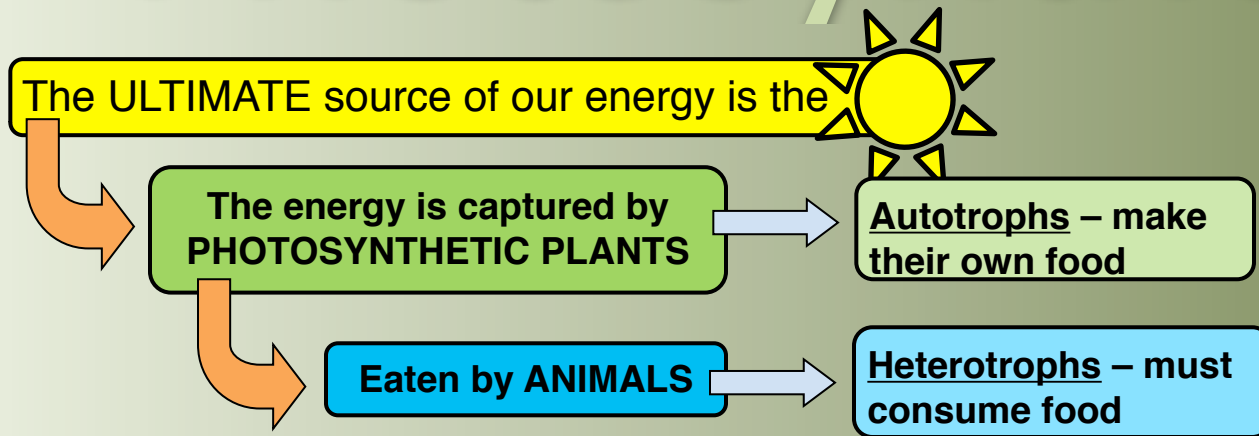 The ULTIMATE source of our energy is the
The energy is captured by
PHOTOSYNTHETIC PLANTS
Autotrophs – make
their own food
Eaten by ANIMALS
Heterotrophs – must
consume food